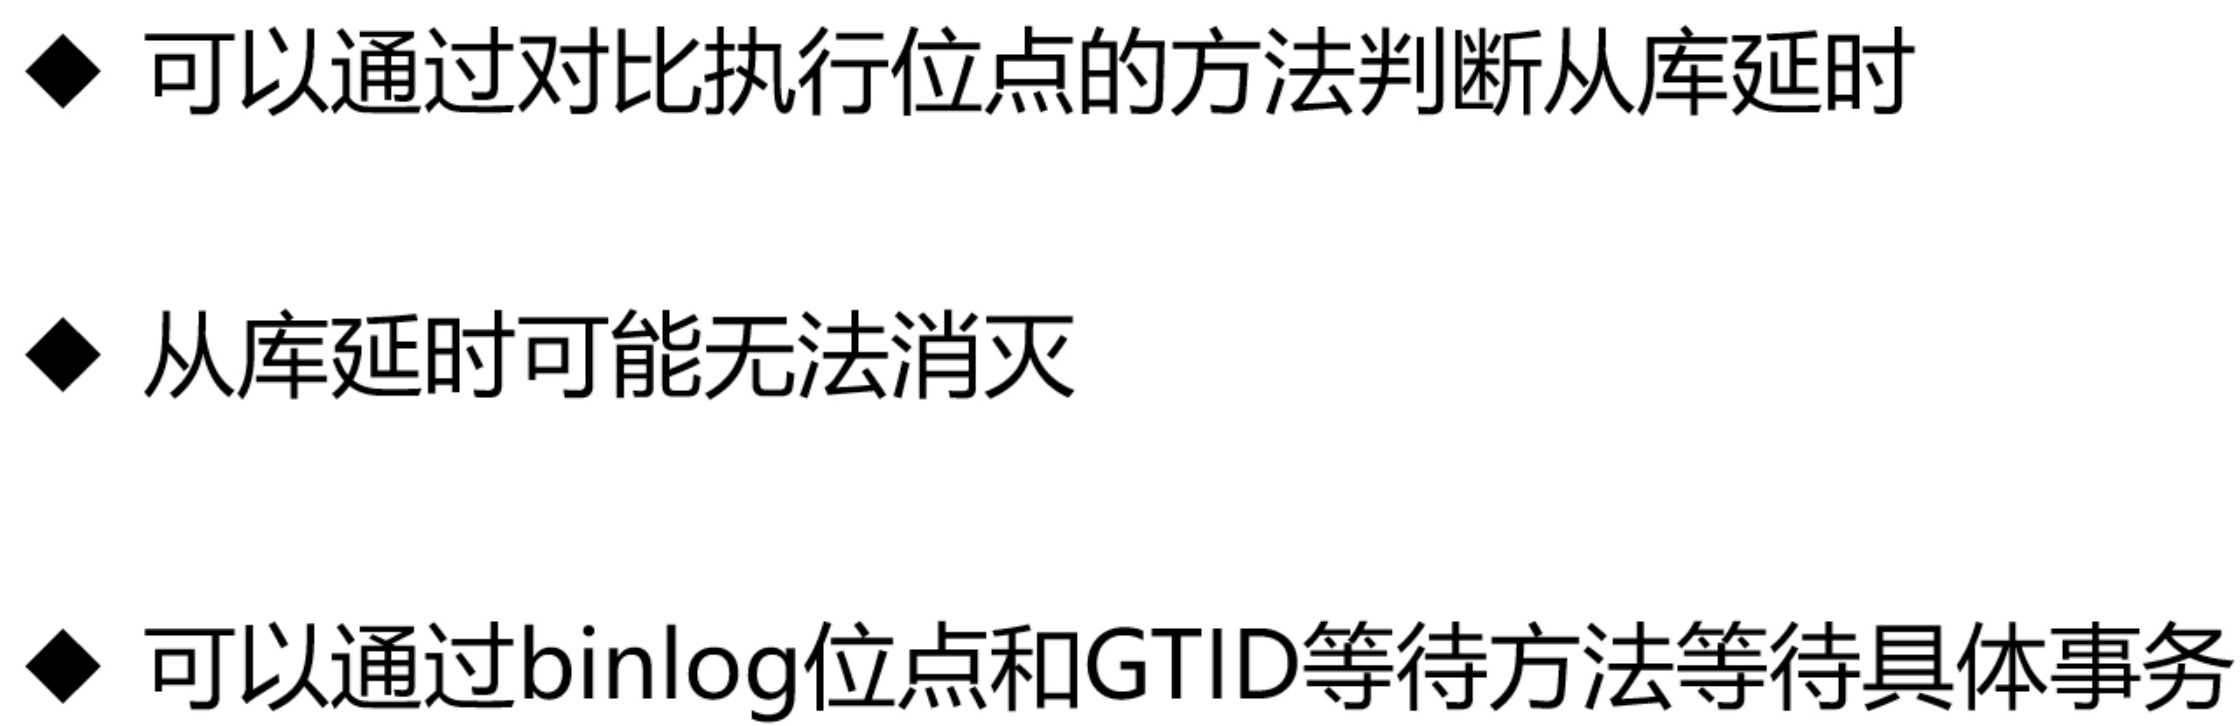 ◆ 可以通过对比执行位点的方法判断从库延时
◆ 从库延时可能无法消灭
◆ 可以通过binlog位点和GTID等待方法等待具体事务